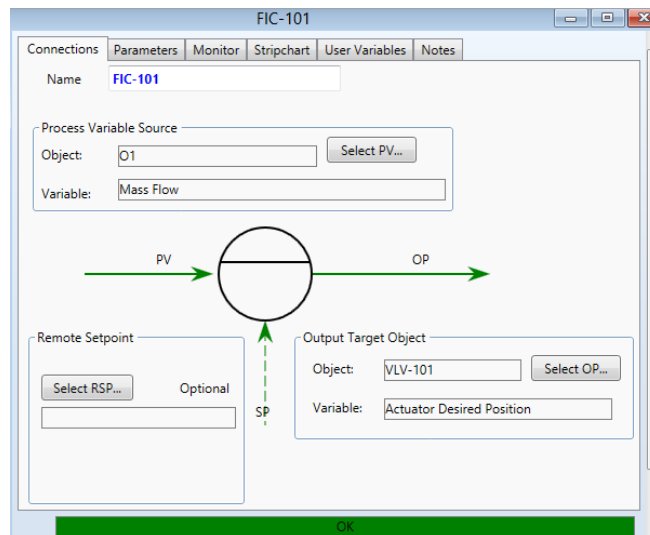 FIC-101
Connections Parameters Monitor Stripchart User Variables Notes
Name FIC-101
Process Variable Source
Object: O1 Select PV...
Variable: Mass Flow
PV OP
Remote Setpoint
Select RSP... Optional
SP
Output Target Object
Object: VLV-101 Select OP...
Variable: Actuator Desired Position
OK